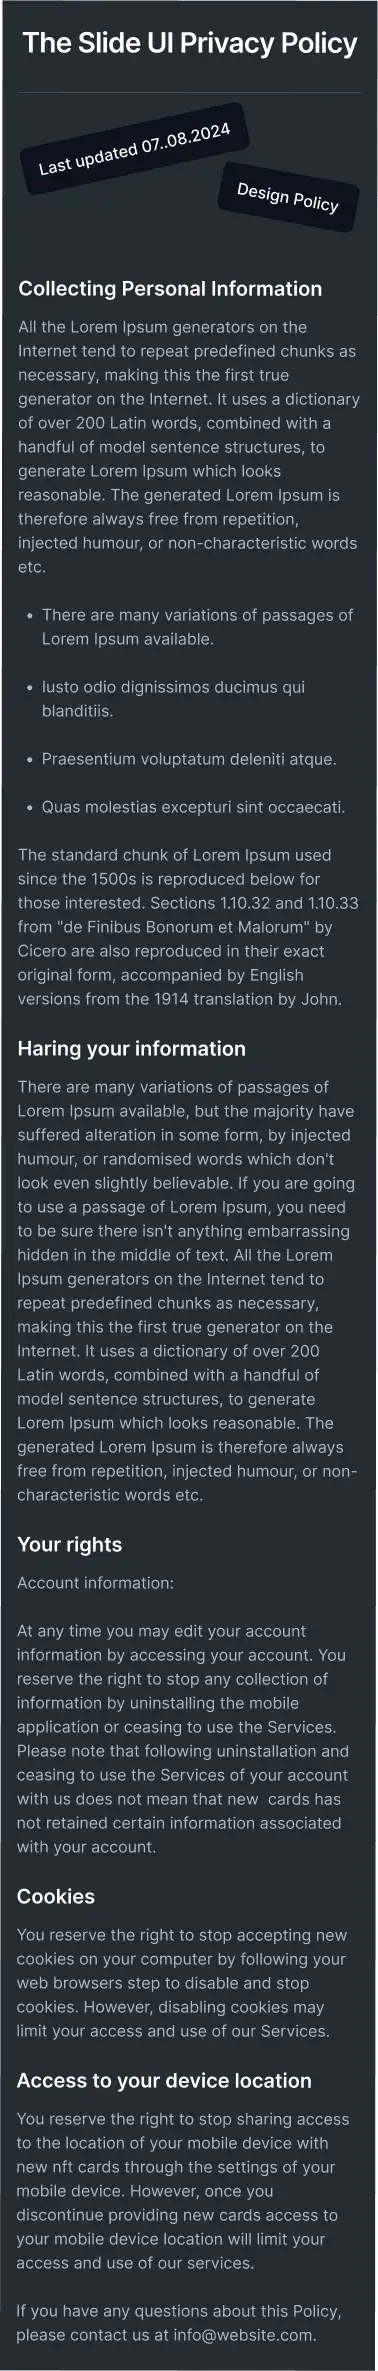 The Slide UI Privacy Policy
Last updated 07..08.2024
Design Policy
Collecting Personal Information
All the Lorem Ipsum generators on the
Internet tend to repeat predefined chunks as
necessary, making this the first true
generator on the Internet. It uses a dictionary
of over 200 Latin words, combined with a
handful of model sentence structures, to
generate Lorem Ipsum which looks
reasonable. The generated Lorem Ipsum is
therefore always free from repetition,
injected humour, or non-characteristic words
etc.
• There are many variations of passages of
Lorem Ipsum available.
• Iusto odio dignissimos ducimus qui
blanditiis.
• Praesentium voluptatum deleniti atque.
• Quas molestias excepturi sint occaecati.
The standard chunk of Lorem Ipsum used
since the 1500s is reproduced below for
those interested. Sections 1.10.32 and 1.10.33
from "de Finibus Bonorum et Malorum" by
Cicero are also reproduced in their exact
original form, accompanied by English
versions from the 1914 translation by John.
Haring your information
There are many variations of passages of
Lorem Ipsum available, but the majority have
suffered alteration in some form, by injected
humour, or randomised words which don't
look even slightly believable. If you are going
to use a passage of Lorem Ipsum, you need
to be sure there isn't anything embarrassing
hidden in the middle of text. All the Lorem
Ipsum generators on the Internet tend to
repeat predefined chunks as necessary,
making this the first true generator on the
Internet. It uses a dictionary of over 200
Latin words, combined with a handful of
model sentence structures, to generate
Lorem Ipsum which looks reasonable. The
generated Lorem Ipsum is therefore always
free from repetition, injected humour, or non-
characteristic words etc.
Your rights
Account information:
At any time you may edit your account
information by accessing your account. You
reserve the right to stop any collection of
information by uninstalling the mobile
application or ceasing to use the Services.
Please note that following uninstallation and
ceasing to use the Services of your account
with us does not mean that new  cards has
not retained certain information associated
with your account.
Cookies
You reserve the right to stop accepting new
cookies on your computer by following your
web browsers step to disable and stop
cookies. However, disabling cookies may
limit your access and use of our Services.
Access to your device location
You reserve the right to stop sharing access
to the location of your mobile device with
new nft cards through the settings of your
mobile device. However, once you
discontinue providing new cards access to
your mobile device location will limit your
access and use of our services.
If you have any questions about this Policy,
please contact us at info@website.com.